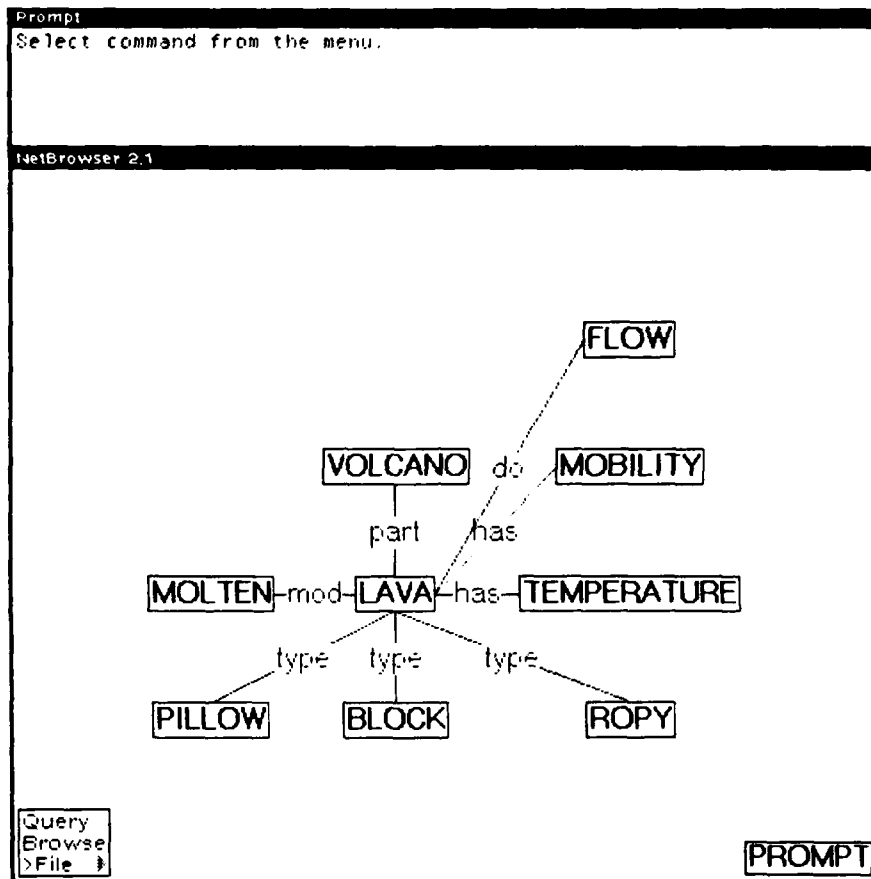 Prompt
Select command from the menu.
NetBrowser 2.1
FLOW
VOLCANO do MOBILITY
part has
MOLTEN mod LAVA has TEMPERATURE
type type type
PILLOW BLOCK ROPY
Query
Browse
>File
PROMPT